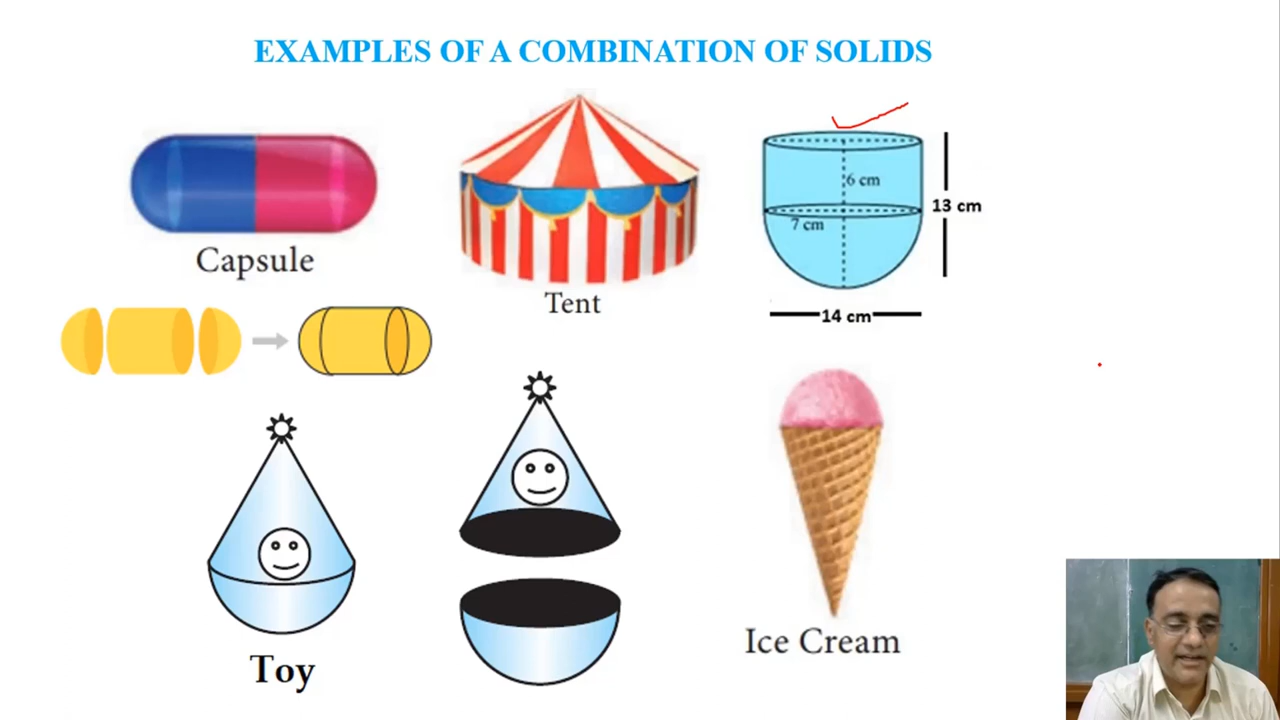 EXAMPLES OF A COMBINATION OF SOLIDS
6 cm
13 cm
7 cm
14 cm
Capsule
Tent
Toy
Ice Cream